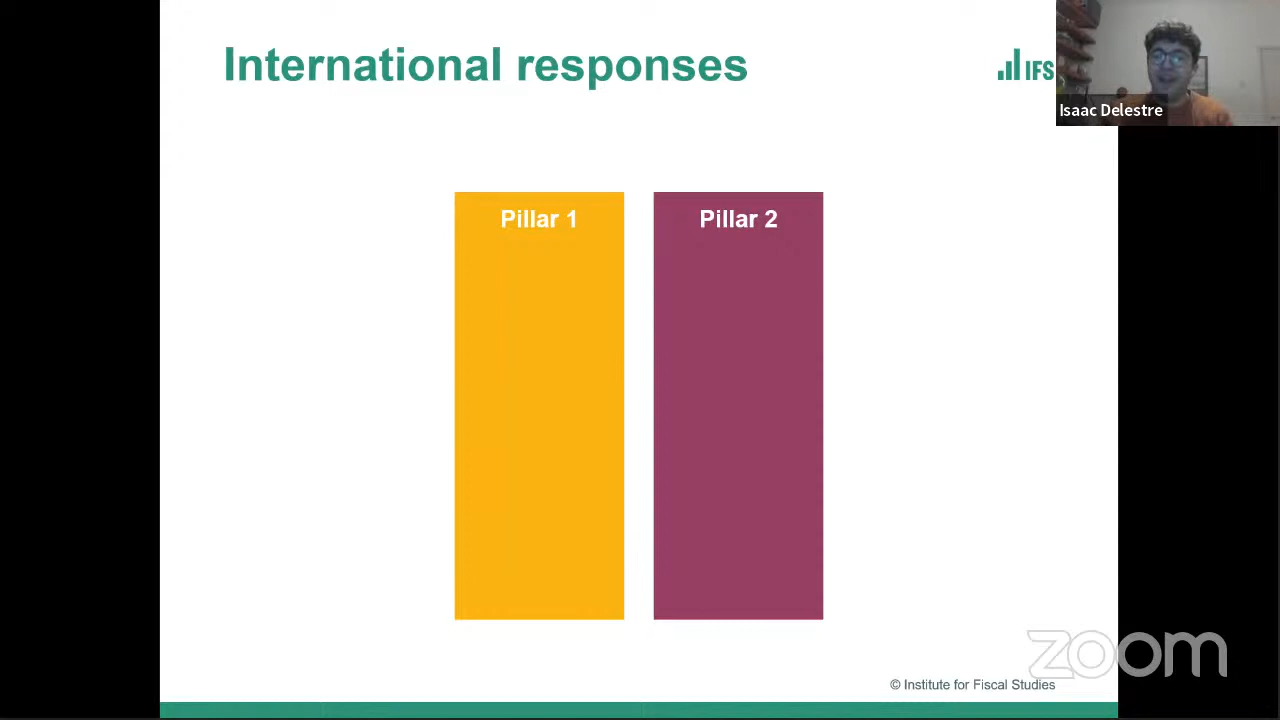 International responses
IFS
Isaac Delestre
Pillar 1
Pillar 2
zoom
© Institute for Fiscal Studies